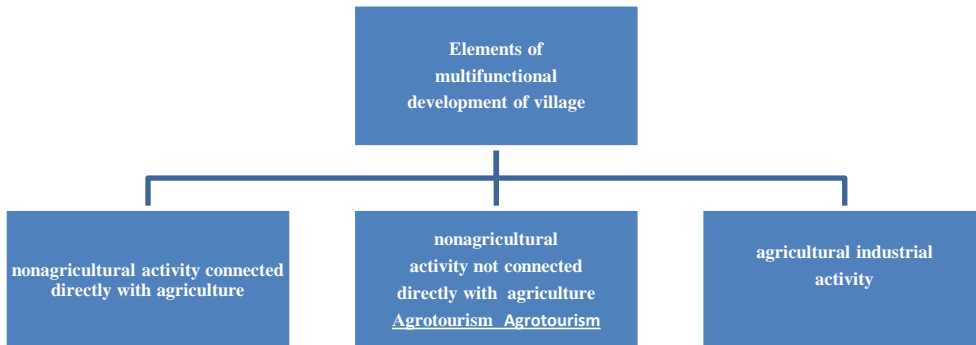 Elements of
multifunctional
development of village
nonagricultural activity connected
directly with agriculture
nonagricultural
activity not connected
directly with agriculture
Agrotourism Agrotourism
agricultural industrial
activity